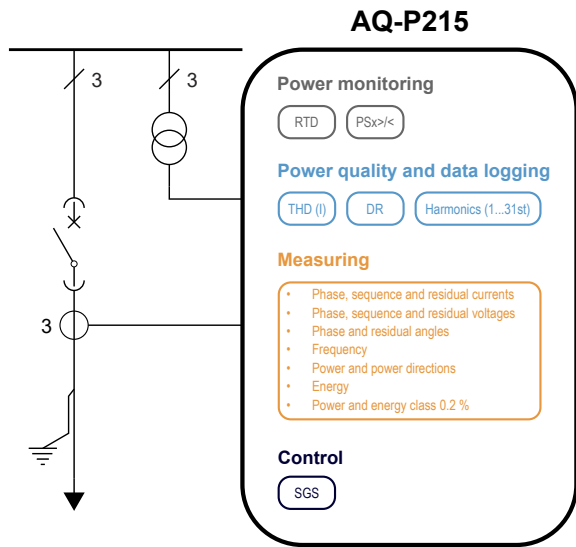 AQ-P215
3
3
Power monitoring
RTD PSx>/<
Power quality and data logging
THD (I) DR Harmonics (1...31st)
Measuring
• Phase, sequence and residual currents
• Phase, sequence and residual voltages
• Phase and residual angles
• Frequency
• Power and power directions
• Energy
• Power and energy class 0.2 %
3
Control
SGS